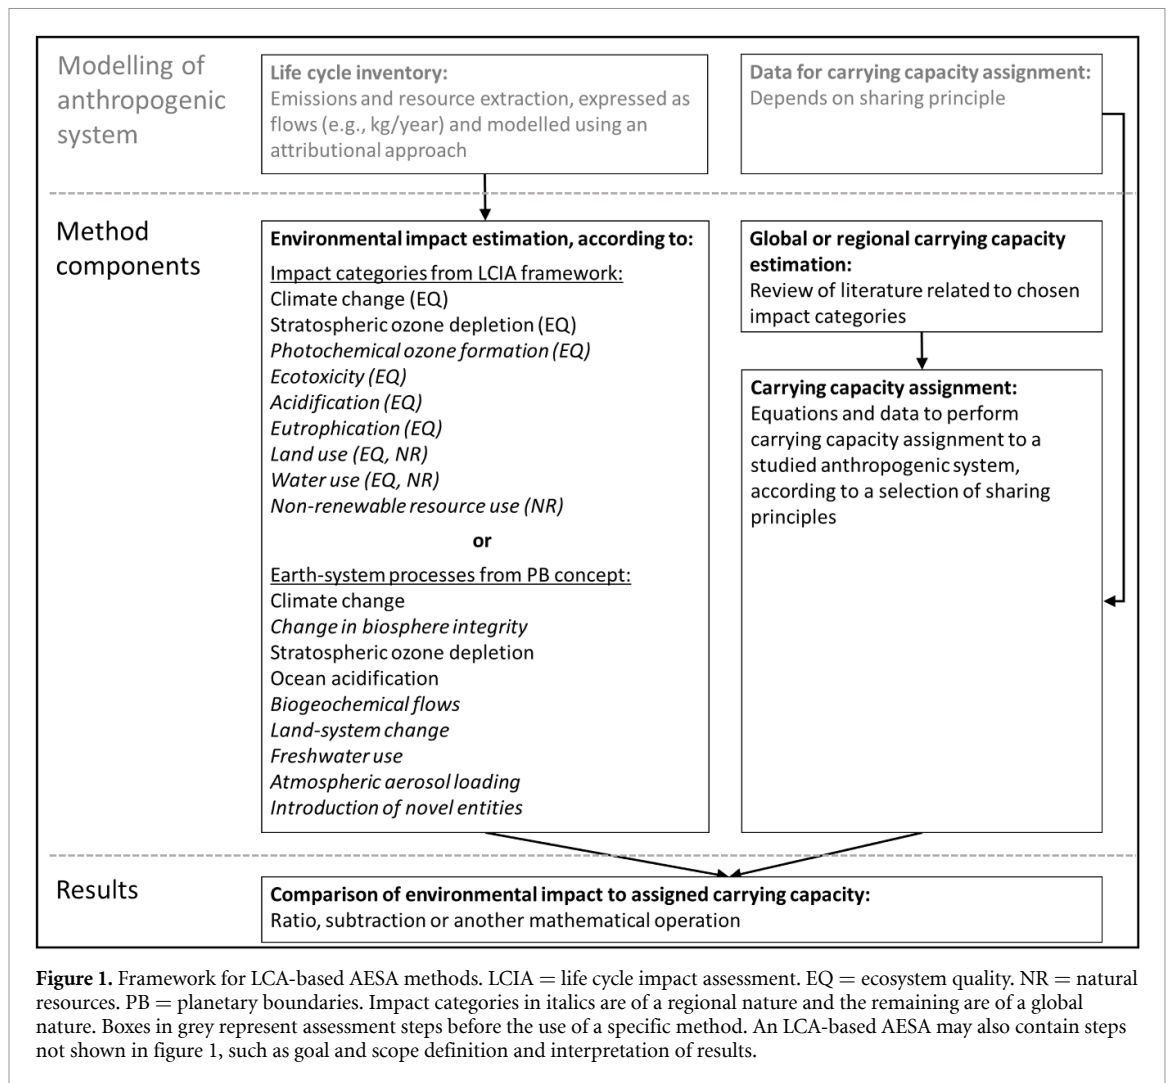 Modelling of
anthropogenic
system
Life cycle inventory:
Emissions and resource extraction, expressed as
flows (e.g., kg/year) and modelled using an
attributional approach
Data for carrying capacity assignment:
Depends on sharing principle
Method
components
Environmental impact estimation, according to:
Impact categories from LCIA framework:
Climate change (EQ)
Stratospheric ozone depletion (EQ)
Photochemical ozone formation (EQ)
Ecotoxicity (EQ)
Acidification (EQ)
Eutrophication (EQ)
Land use (EQ, NR)
Water use (EQ, NR)
Non-renewable resource use (NR)
or
Earth-system processes from PB concept:
Climate change
Change in biosphere integrity
Stratospheric ozone depletion
Ocean acidification
Biogeochemical flows
Land-system change
Freshwater use
Atmospheric aerosol loading
Introduction of novel entities
Global or regional carrying capacity
estimation:
Review of literature related to chosen
impact categories
Carrying capacity assignment:
Equations and data to perform
carrying capacity assignment to a
studied anthropogenic system,
according to a selection of sharing
principles
Results
Comparison of environmental impact to assigned carrying capacity:
Ratio, subtraction or another mathematical operation
Figure 1. Framework for LCA-based AESA methods. LCIA = life cycle impact assessment. EQ = ecosystem quality. NR = natural
resources. PB = planetary boundaries. Impact categories in italics are of a regional nature and the remaining are of a global
nature. Boxes in grey represent assessment steps before the use of a specific method. An LCA-based AESA may also contain steps
not shown in figure 1, such as goal and scope definition and interpretation of results.